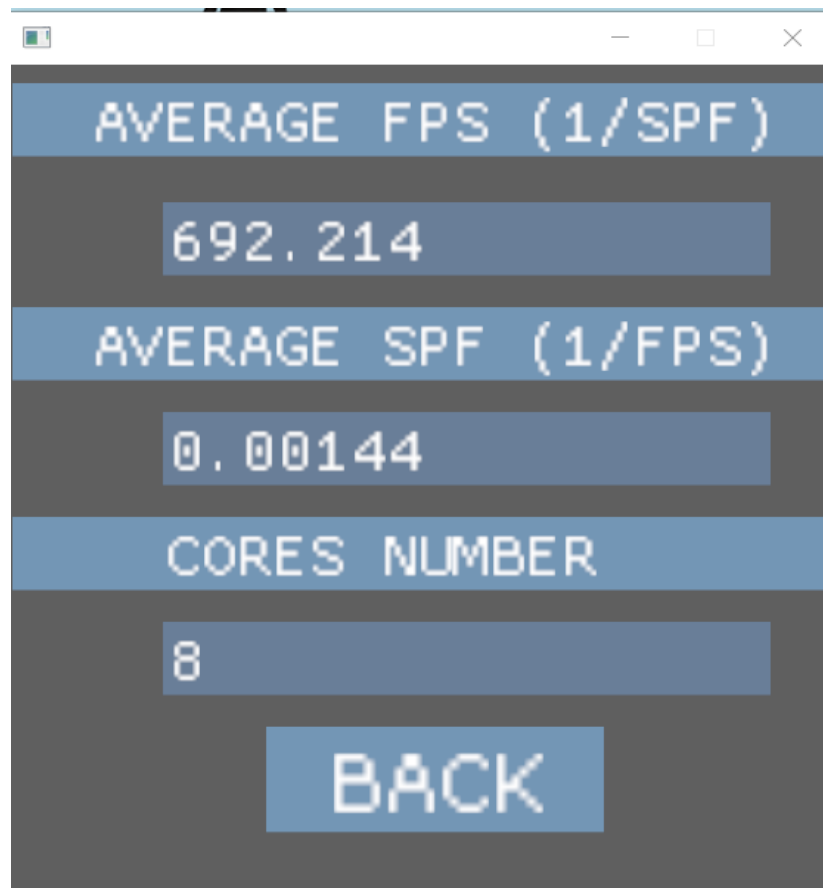 AVERAGE FPS (1/SPF)
692.214
AVERAGE SPF (1/FPS)
0.00144
CORES NUMBER
8
BACK